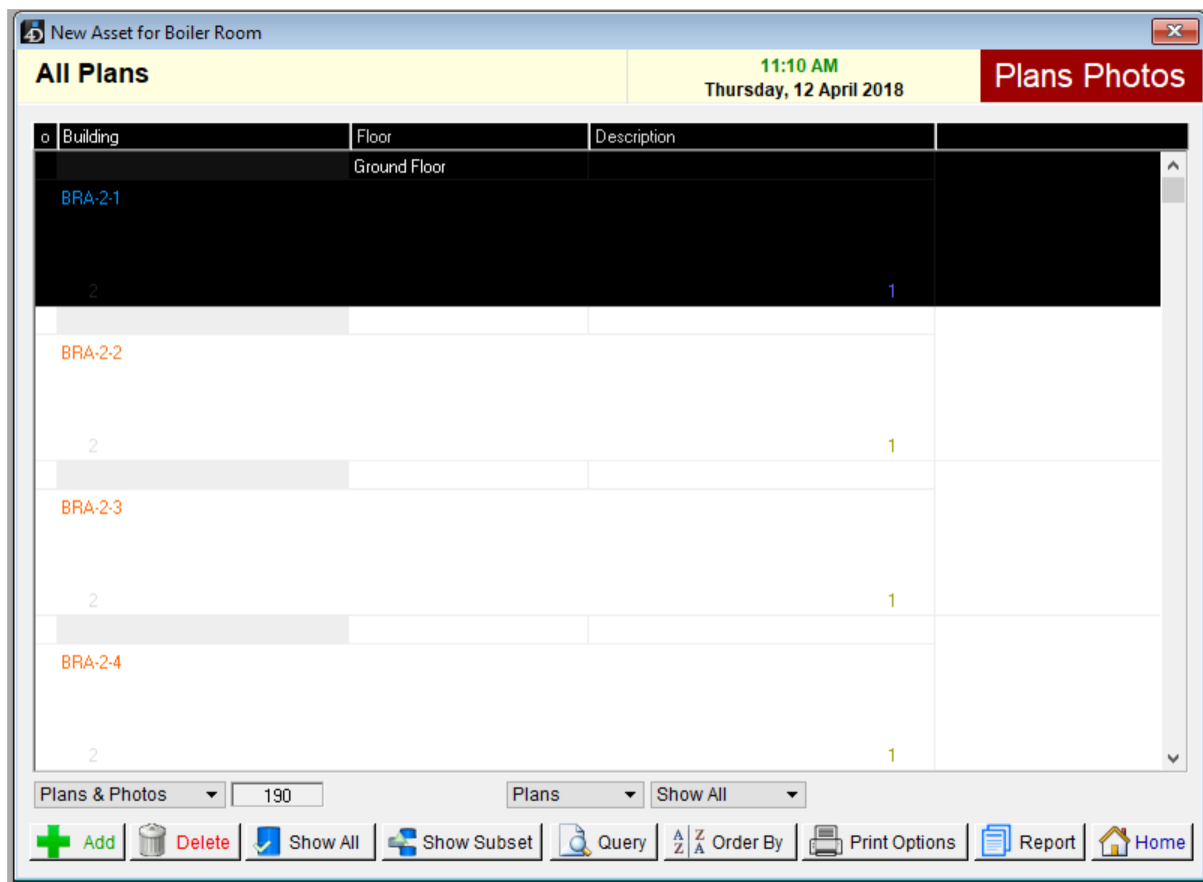 4D New Asset for Boiler Room
All Plans
11:10 AM
Thursday, 12 April 2018
Plans Photos
o Building Floor Description
Ground Floor
BRA-2-1
2 1
BRA-2-2
2 1
BRA-2-3
2 1
BRA-2-4
2 1
Plans & Photos 190 Plans Show All
Add Delete Show All Show Subset Query A Z Z A Order By Print Options Report Home